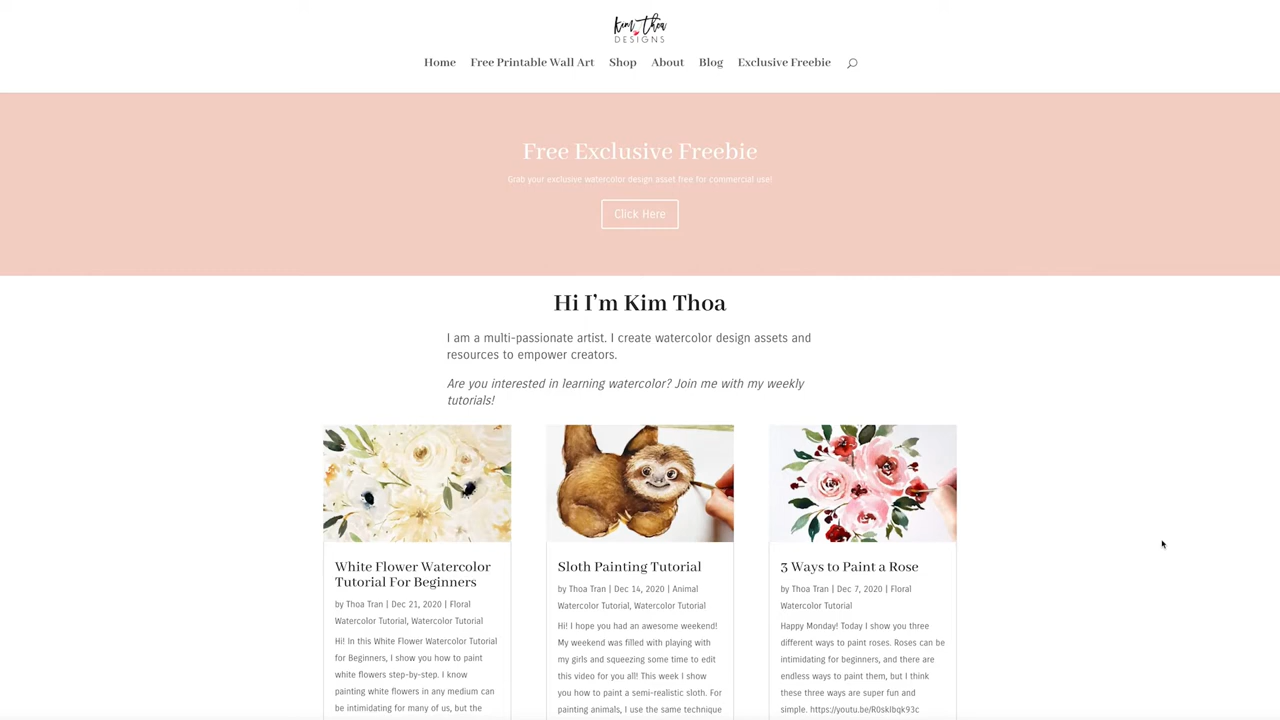 Kim Thoa
DESIGNS
Home Free Printable Wall Art Shop About Blog Exclusive Freebie
Free Exclusive Freebie
Grab your exclusive watercolor design asset free for commercial use!
Click Here
Hi I'm Kim Thoa
I am a multi-passionate artist. I create watercolor design assets and
resources to empower creators.
Are you interested in learning watercolor? Join me with my weekly
tutorials!
White Flower Watercolor
Tutorial For Beginners
by Thoa Tran | Dec 21, 2020 | Floral
Watercolor Tutorial, Watercolor Tutorial
Hi! In this White Flower Watercolor Tutorial
for Beginners, I show you how to paint
white flowers step-by-step. I know
painting white flowers in any medium can
be intimidating for many of us, but the
Sloth Painting Tutorial
by Thoa Tran | Dec 14, 2020 | Animal
Watercolor Tutorial, Watercolor Tutorial
Hi! I hope you had an awesome weekend!
My weekend was filled with playing with
my girls and squeezing some time to edit
this video for you all! This week I show
you how to paint a semi-realistic sloth. For
painting animals, I use the same technique
3 Ways to Paint a Rose
by Thoa Tran | Dec 7, 2020 | Floral
Watercolor Tutorial
Happy Monday! Today I show you three
different ways to paint roses. Roses can be
intimidating for beginners, and there are
endless ways to paint them, but I think
these three ways are super fun and
simple. https://youtu.be/R0sklbqk93c